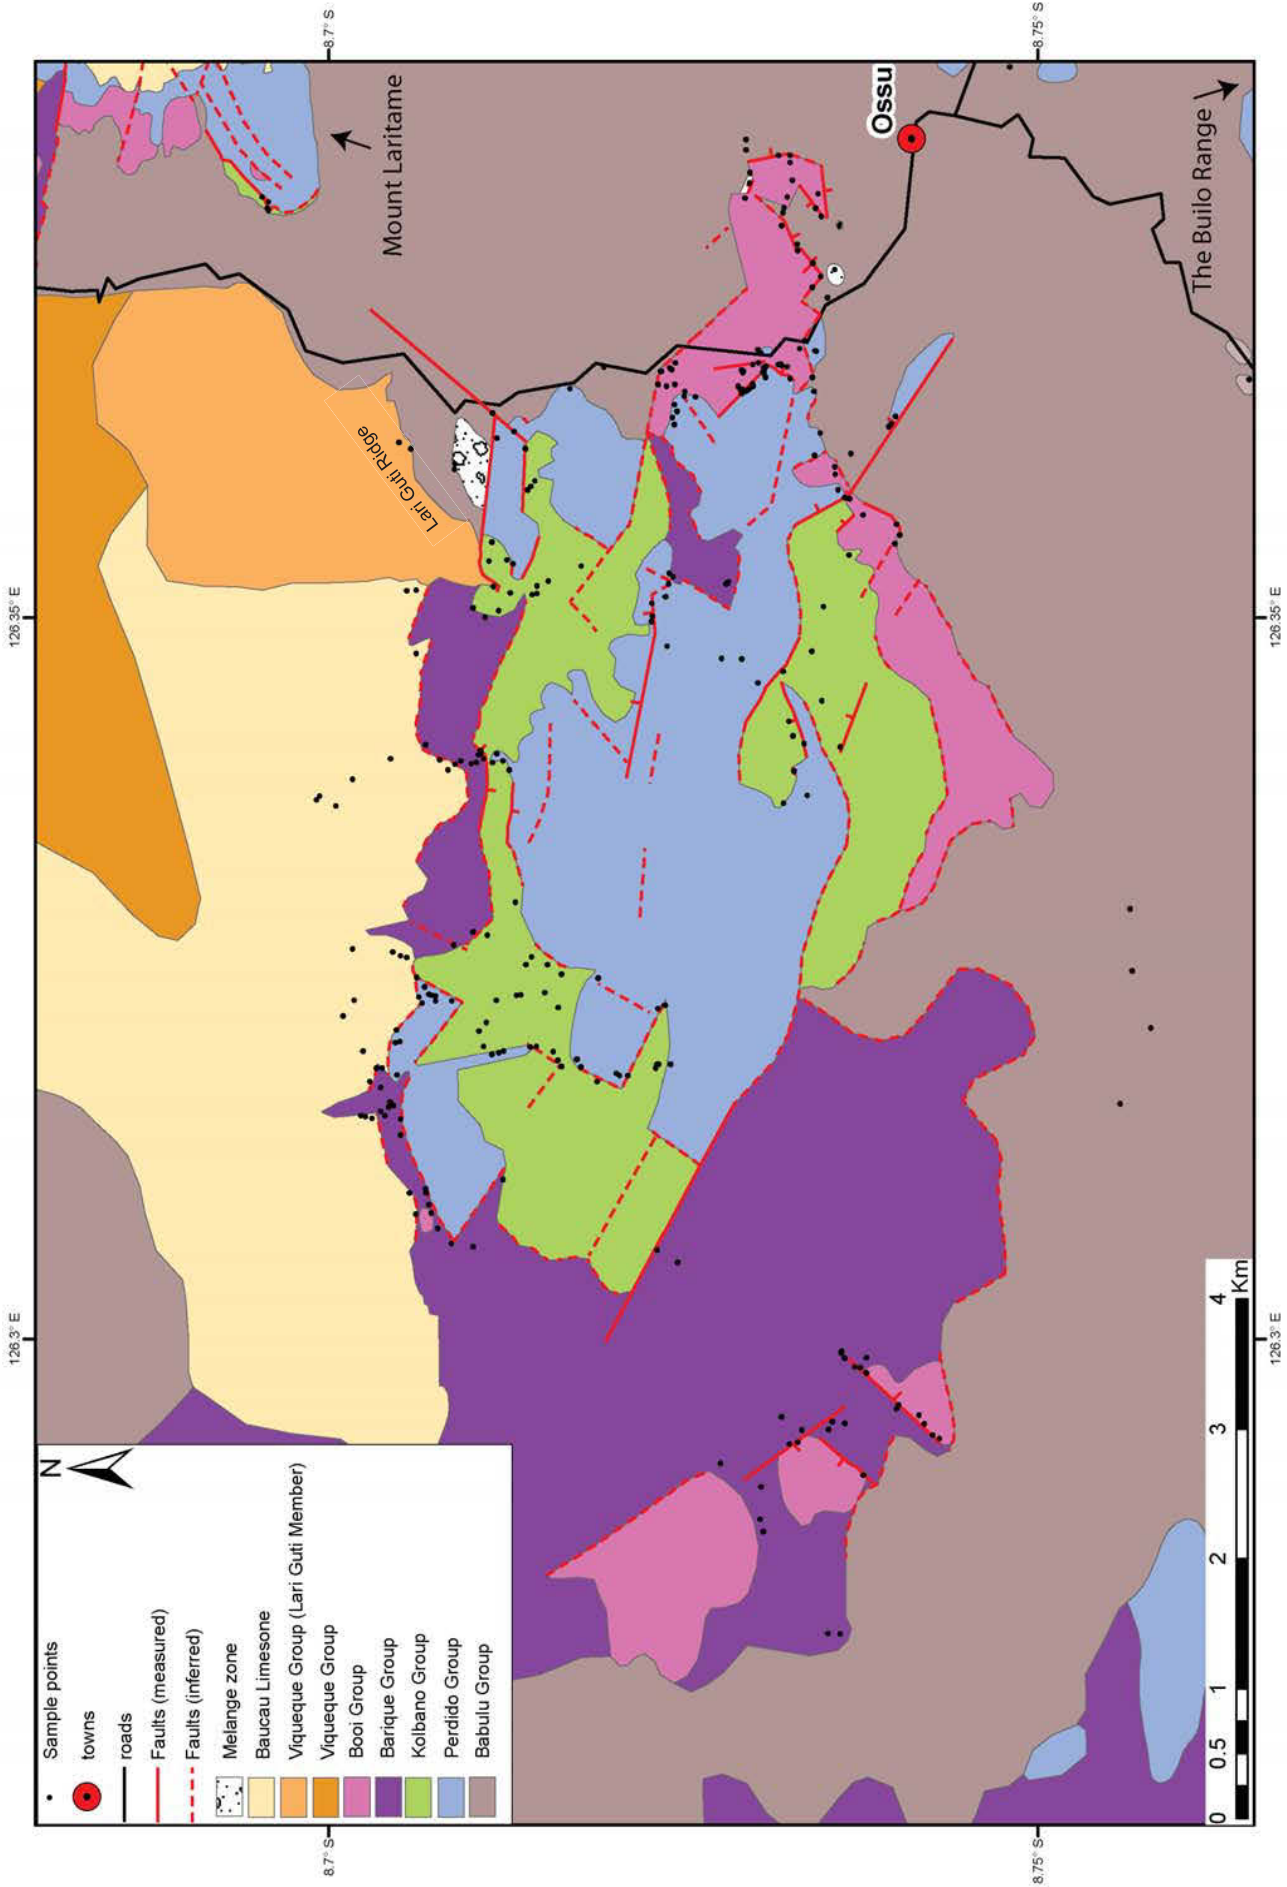 126.3° E
126.35° E
8.7° S
8.7° S
8.75° S
8.75° S
126.3° E
126.35° E
N
Sample points
towns
roads
Faults (measured)
Faults (inferred)
Melange zone
Baucau Limesone
Viqueque Group (Lari Guti Member)
Viqueque Group
Booi Group
Barique Group
Kolbano Group
Perdido Group
Babulu Group
Lari Guti Ridge
Mount Laritame
Ossu
The Builo Range
0 0.5 1 2 3 4
Km